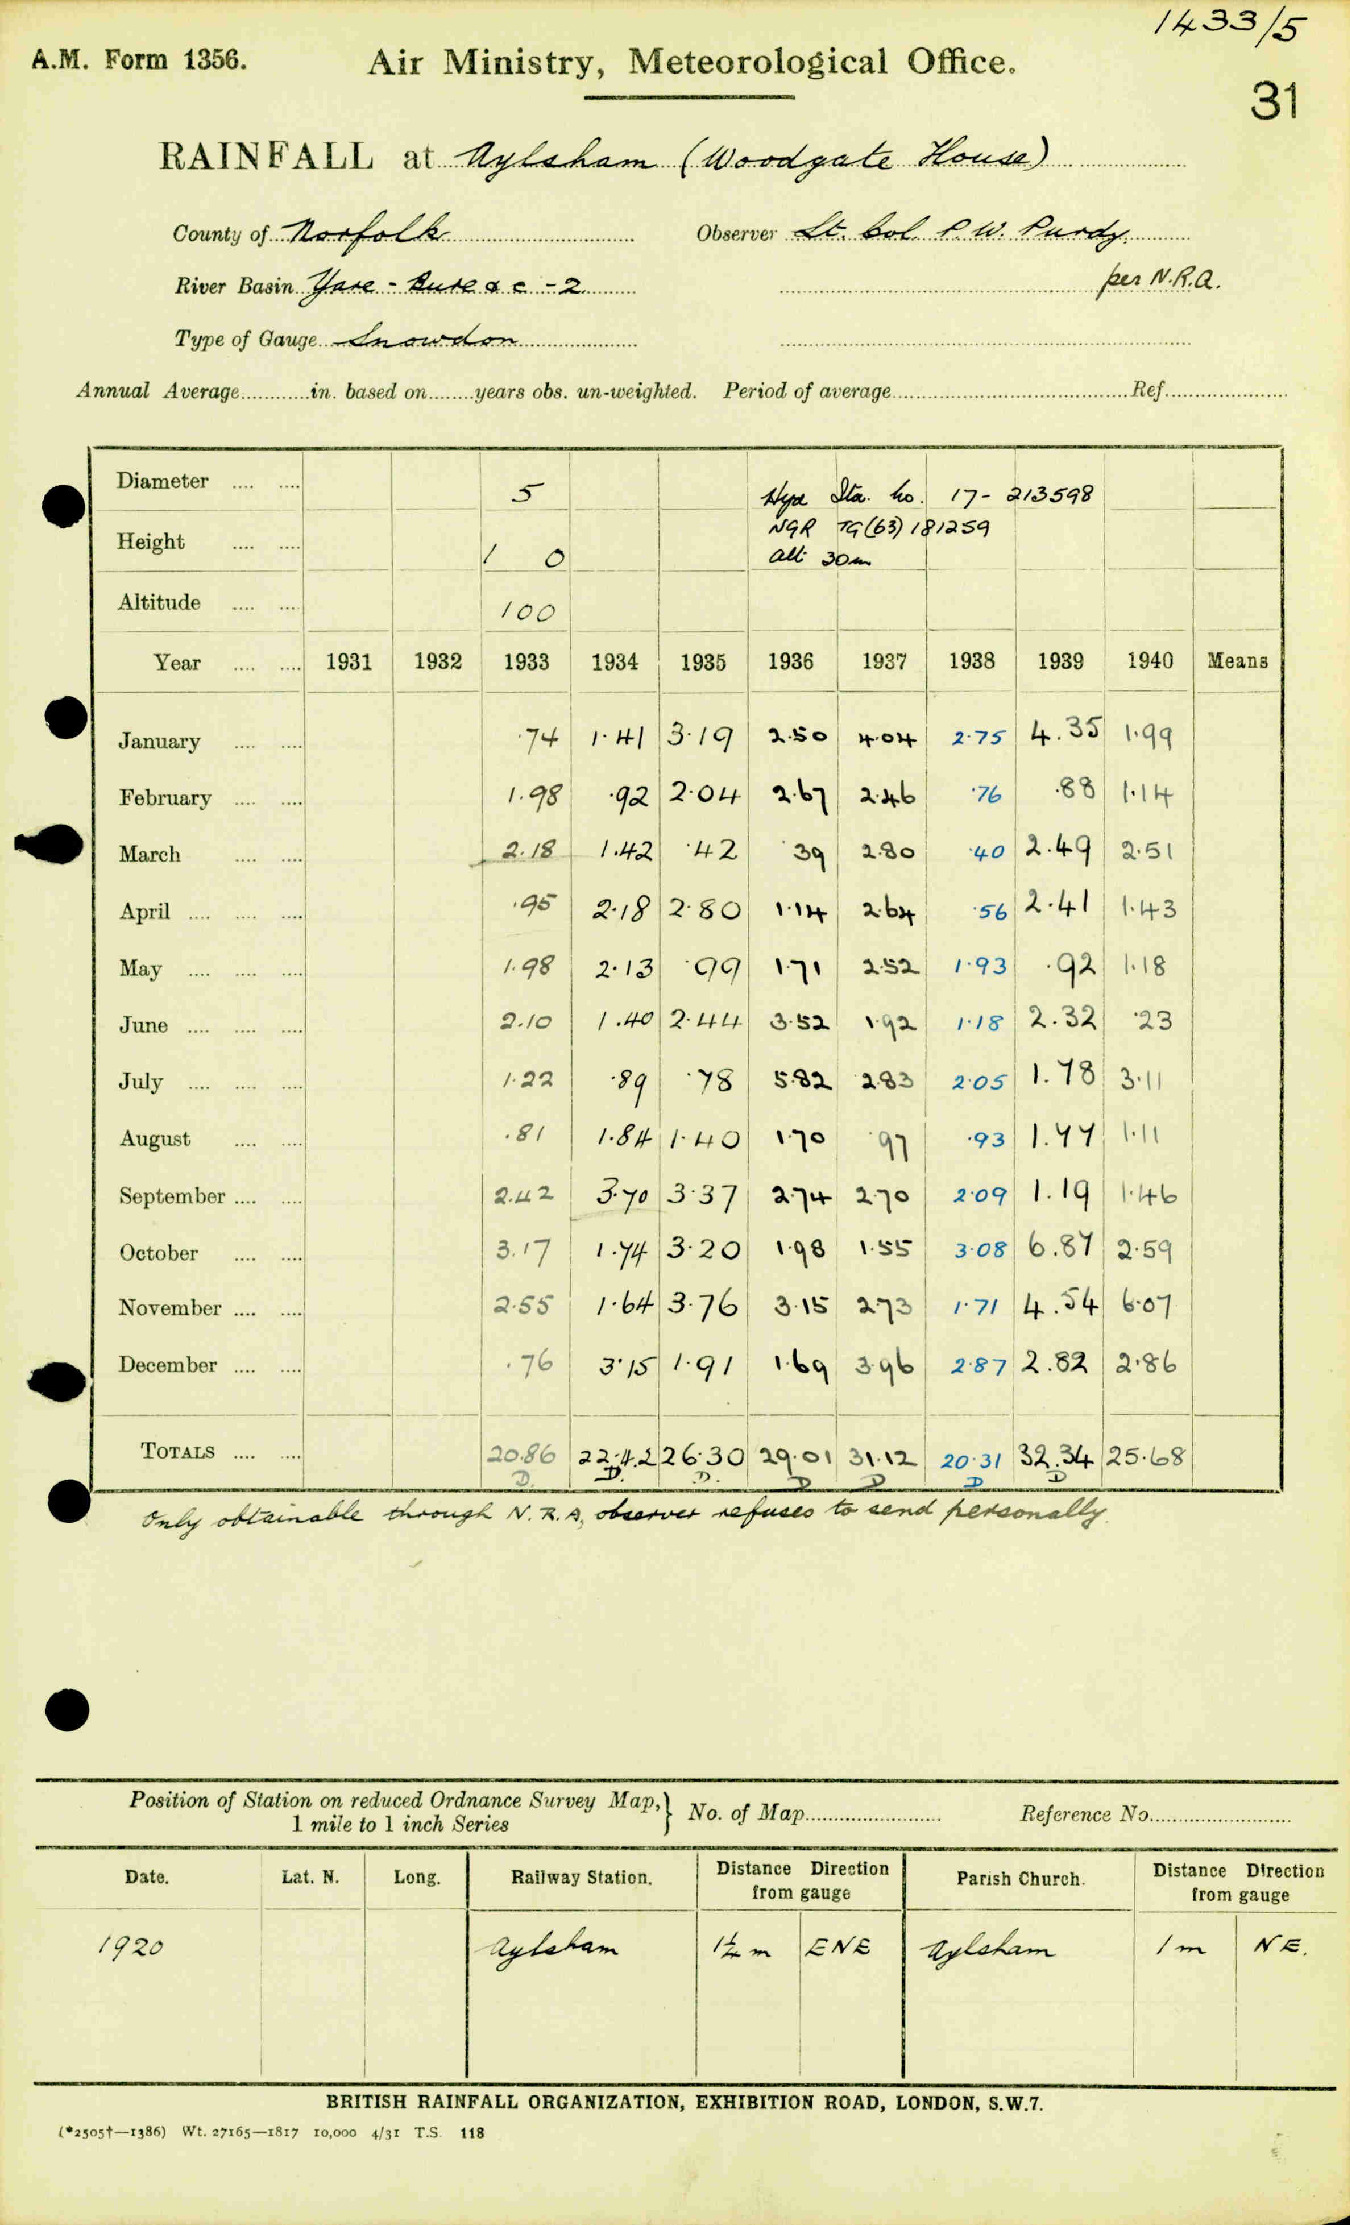 1433/5
A.M. Form 1356. Air Ministry, Meteorological Office.
31
RAINFALL at Aylsham (Woodgate House)
County of Norfolk Observer Lt. Col. P. W. Purdy.
River Basin Yare - Bure & c - 2 per N.R.A.
Type of Gauge Snowdon
Annual Average in. based on years obs. un-weighted. Period of average Ref.
Diameter 5 Hyd Sta. No. 17- 213598
NGR TG(63) 181259
Height 1 0 Alt 30m
Altitude 100
Year 1931 1932 1933 1934 1935 1936 1937 1938 1939 1940 Means
January ·74 1·41 3·19 2·50 4·04 2·75 4.35 1·99
February 1.98 ·92 2·04 2·67 2·46 ·76 ·88 1·14
March 2.18 1.42 ·42 ·39 2·80 ·40 2.49 2·51
April ·95 2·18 2·80 1·14 2·64 ·56 2.41 1·43
May 1.98 2·13 ·99 1·71 2·52 1·93 ·92 1·18
June 2.10 1.40 2·44 3·52 1·92 1·18 2.32 ·23
July 1·22 ·89 ·78 5·82 2·83 2·05 1.78 3·11
August .81 1·84 1·40 1·70 ·97 ·93 1.77 1·11
September 2.42 3·70 3·37 2·74 2·70 2·09 1.19 1·46
October 3.17 1·74 3·20 1·98 1·55 3·08 6.87 2·59
November 2·55 1·64 3·76 3·15 2·73 1·71 4.54 6·07
December .76 3·15 1·91 1·69 3·96 2·87 2.82 2·86
TOTALS 20.86 22·42 26·30 29·01 31·12 20·31 32.34 25·68
D. D. D. D D D D
Only obtainable through N.R.A, observer refuses to send personally.
Position of Station on reduced Ordnance Survey Map, } No. of Map Reference No.
1 mile to 1 inch Series
Date. Lat. N. Long. Railway Station. Distance Direction from gauge Parish Church. Distance Direction from gauge
1920 Aylsham 1¼ m ENE Aylsham 1 m NE.
BRITISH RAINFALL ORGANIZATION, EXHIBITION ROAD, LONDON, S.W.7.
(*2505†—1386) Wt. 27165—1817 10,000 4/31 T.S. 118